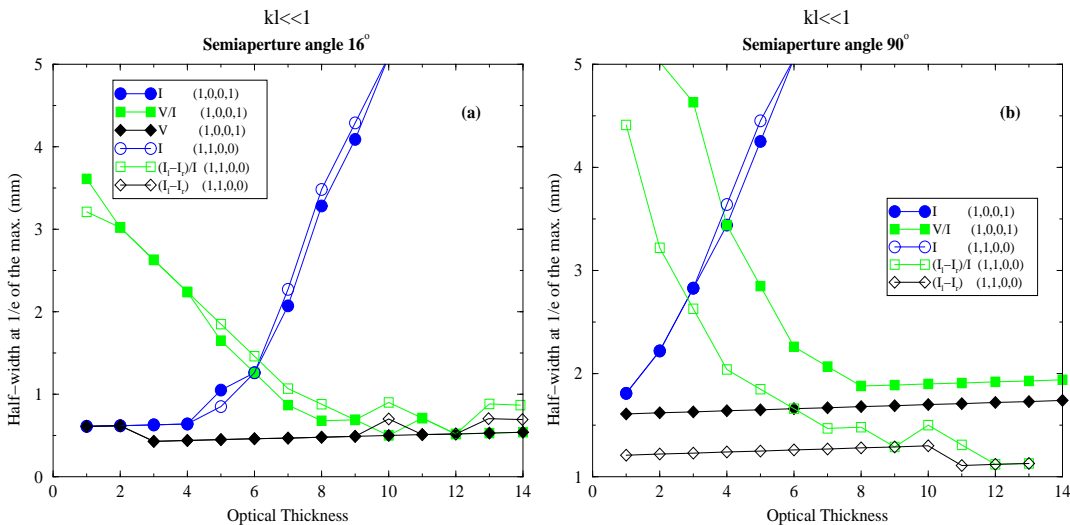 kl<<1
Semiaperture angle 16°
Half−width at 1/e of the max. (mm)
5
4
3
2
1
0
I (1,0,0,1)
V/I (1,0,0,1)
V (1,0,0,1)
I (1,1,0,0)
(Iₗ−Iᵣ)/I (1,1,0,0)
(Iₗ−Iᵣ) (1,1,0,0)
(a)
0 2 4 6 8 10 12 14
Optical Thickness
kl<<1
Semiaperture angle 90°
Half−width at 1/e of the max. (mm)
5
4
3
2
1
(b)
I (1,0,0,1)
V/I (1,0,0,1)
I (1,1,0,0)
(Iₗ−Iᵣ)/I (1,1,0,0)
(Iₗ−Iᵣ) (1,1,0,0)
0 2 4 6 8 10 12 14
Optical Thickness